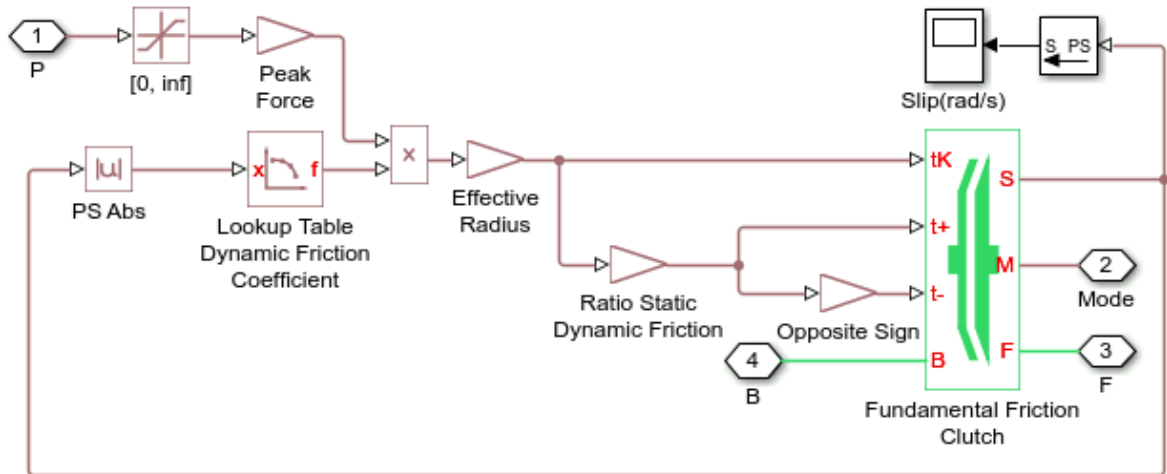 1
P
[0, inf]
Peak
Force
S PS
Slip(rad/s)
|u|
PS Abs
x f
Lookup Table
Dynamic Friction
Coefficient
×
Effective
Radius
Ratio Static
Dynamic Friction
Opposite Sign
tK
t+
t-
B
S
M
F
Fundamental Friction
Clutch
2
Mode
3
F
4
B